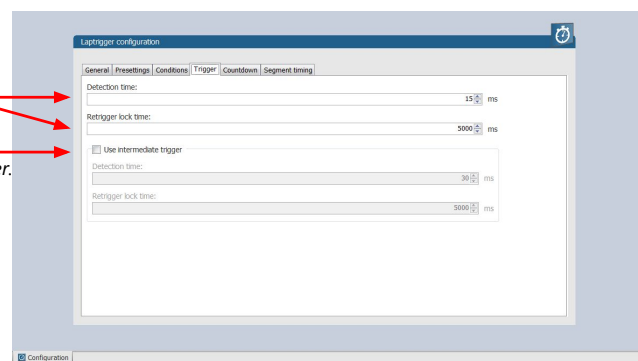 Laptrigger configuration
General Presettings Conditions Trigger Countdown Segment timing
Detection time:
15 ms
Retrigger lock time:
5000 ms
Use intermediate trigger
er.
Detection time:
30 ms
Retrigger lock time:
5000 ms
Configuration